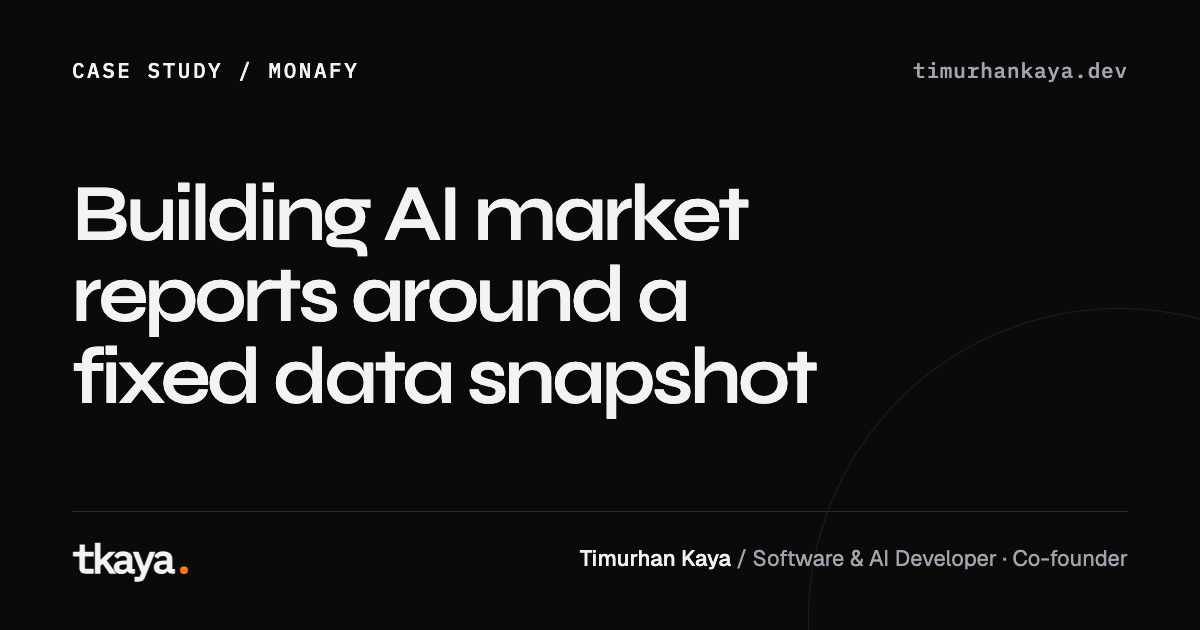 CASE STUDY / MONAFY
timurhankaya.dev
Building AI market
reports around a
fixed data snapshot
tkaya.
Timurhan Kaya / Software & AI Developer · Co-founder